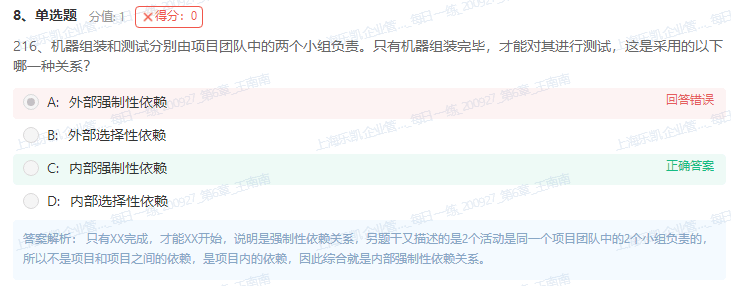 8、单选题 分值: 1 ✕得分：0
216、机器组装和测试分别由项目团队中的两个小组负责。只有机器组装完毕，才能对其进行测试，这是采用的以下
哪一种关系？
A: 外部强制性依赖 回答错误
B: 外部选择性依赖
C: 内部强制性依赖 正确答案
D: 内部选择性依赖
答案解析： 只有XX完成，才能XX开始，说明是强制性依赖关系，另题干又描述的是2个活动是同一个项目团队中的2个小组负责的，
所以不是项目和项目之间的依赖，是项目内的依赖，因此综合就是内部强制性依赖关系。
上海乐凯企业管..._每日一练_200927_第6章_王南南